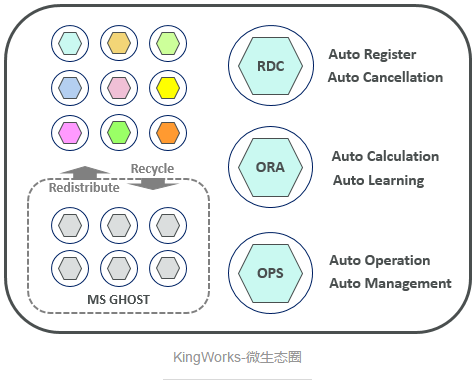 RDC
Auto Register
Auto Cancellation
Recycle
Redistribute
ORA
Auto Calculation
Auto Learning
MS GHOST
OPS
Auto Operation
Auto Management
KingWorks-微生态圈